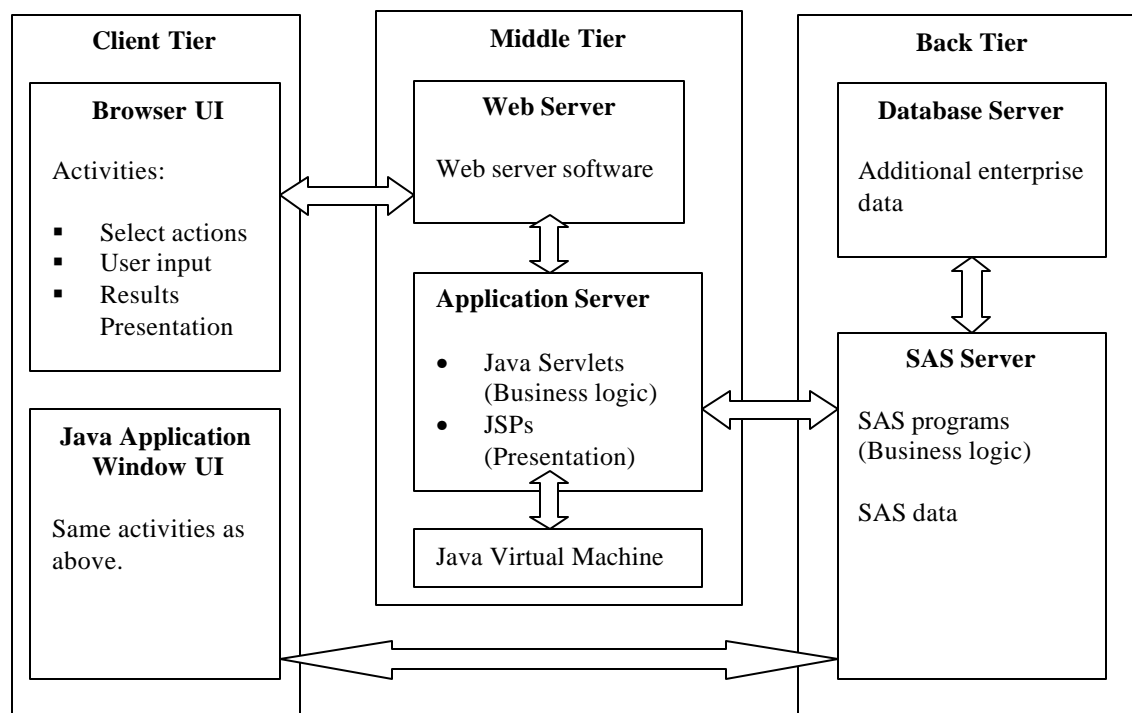 Client Tier
Browser UI
Activities:
▪ Select actions
▪ User input
▪ Results
Presentation
Java Application
Window UI
Same activities as
above.
Middle Tier
Web Server
Web server software
Application Server
• Java Servlets
(Business logic)
• JSPs
(Presentation)
Java Virtual Machine
Back Tier
Database Server
Additional enterprise
data
SAS Server
SAS programs
(Business logic)
SAS data